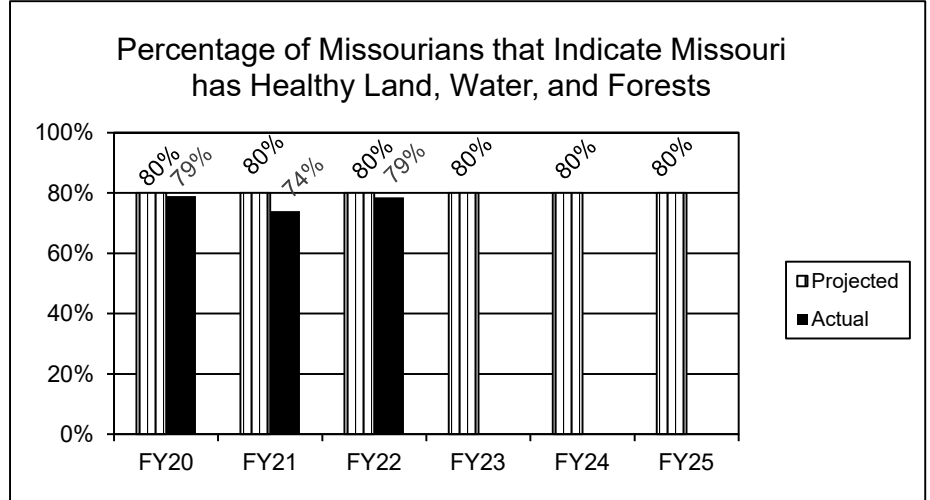 Percentage of Missourians that Indicate Missouri
has Healthy Land, Water, and Forests
100%
80%
60%
40%
20%
0%
80%
79%
80%
74%
80%
79%
80%
80%
80%
FY20
FY21
FY22
FY23
FY24
FY25
Projected
Actual